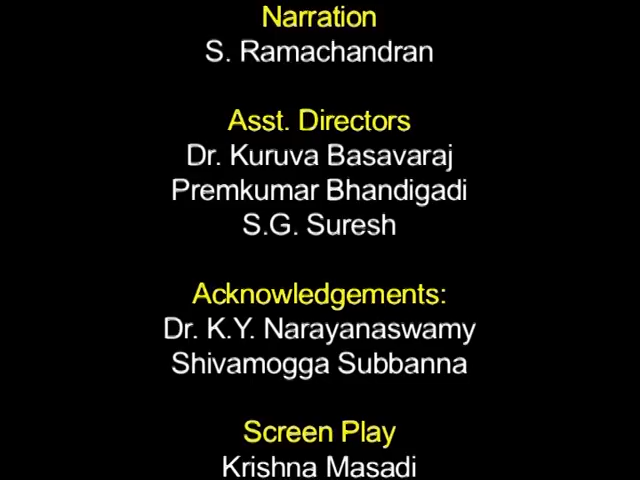 Narration
S. Ramachandran
Asst. Directors
Dr. Kuruva Basavaraj
Premkumar Bhandigadi
S.G. Suresh
Acknowledgements:
Dr. K.Y. Narayanaswamy
Shivamogga Subbanna
Screen Play
Krishna Masadi